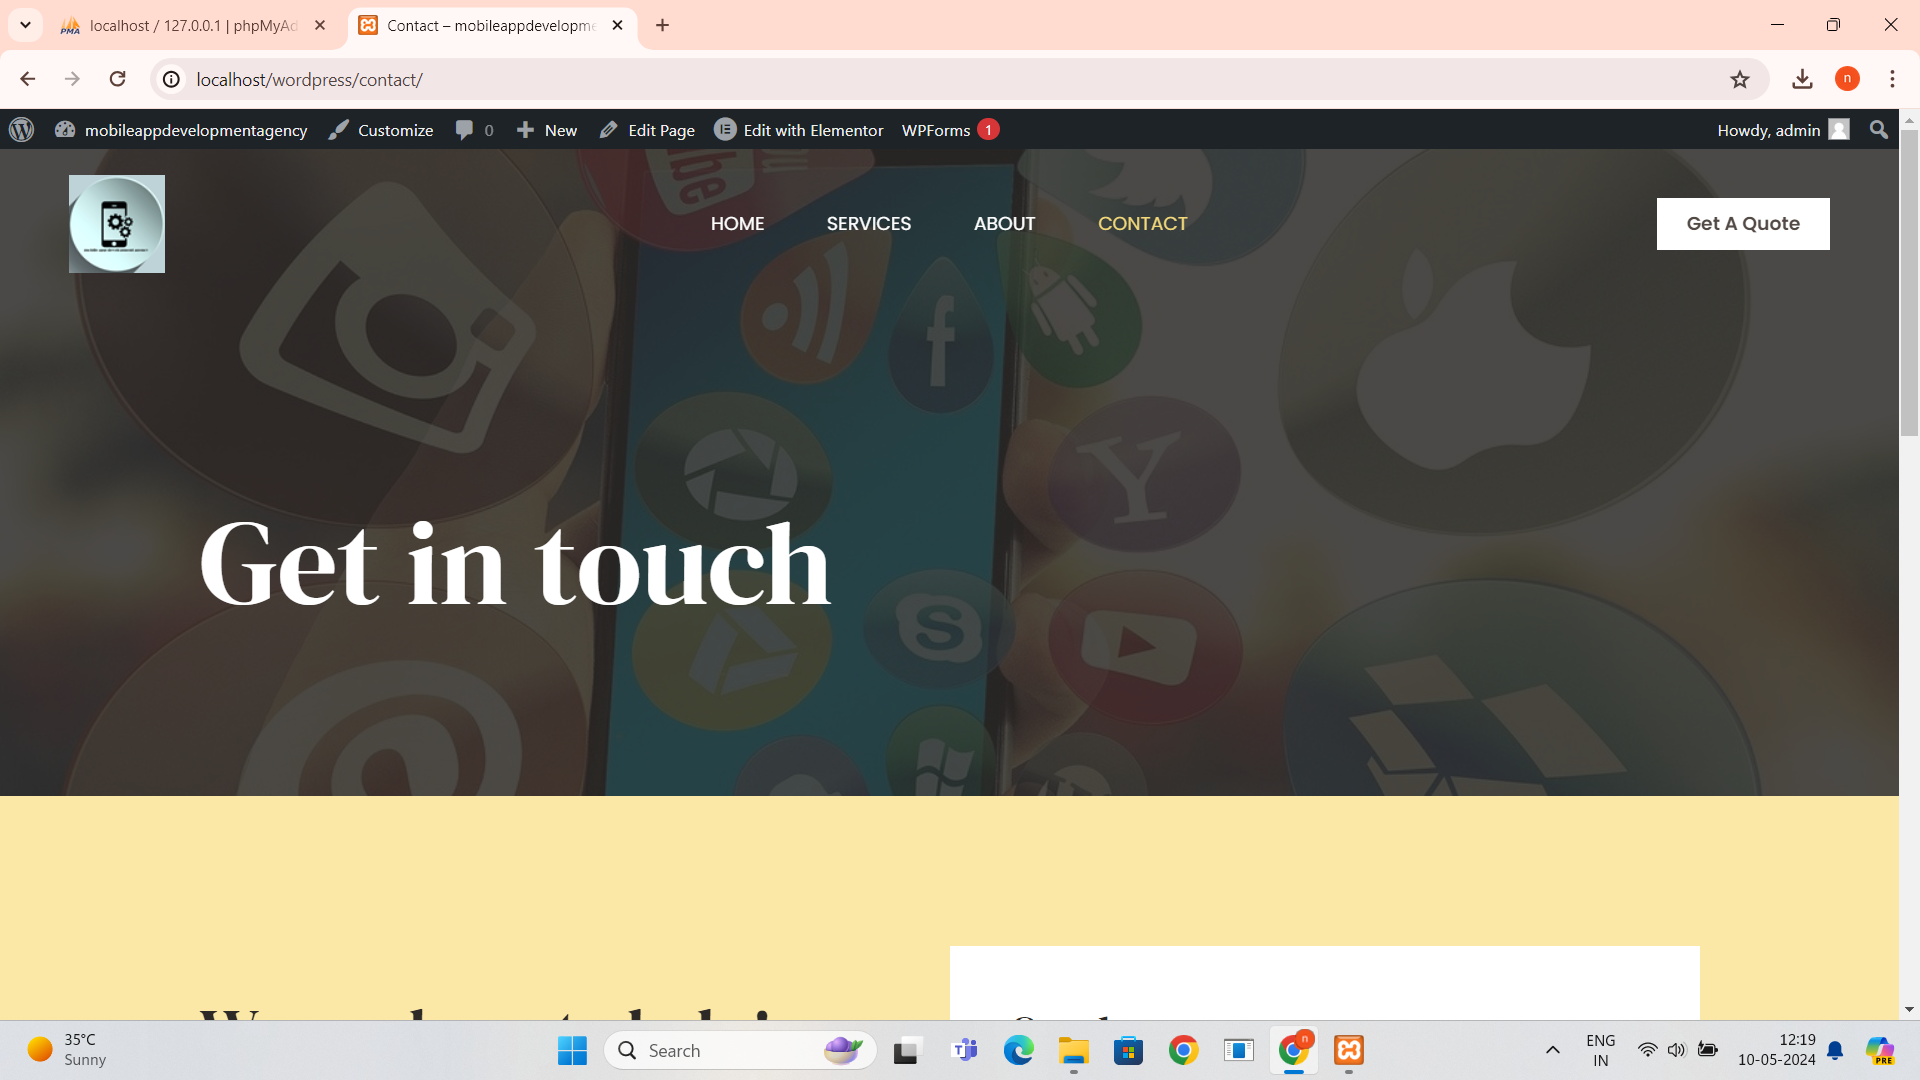 localhost / 127.0.0.1 | phpMyAd
Contact – mobileappdevelopme
localhost/wordpress/contact/
n
mobileappdevelopmentagency
Customize
0
New
Edit Page
Edit with Elementor
WPForms 1
Howdy, admin
HOME
SERVICES
ABOUT
CONTACT
Get A Quote
Get in touch
35°C
Sunny
Search
n
ENG
IN
12:19
10-05-2024
PRE